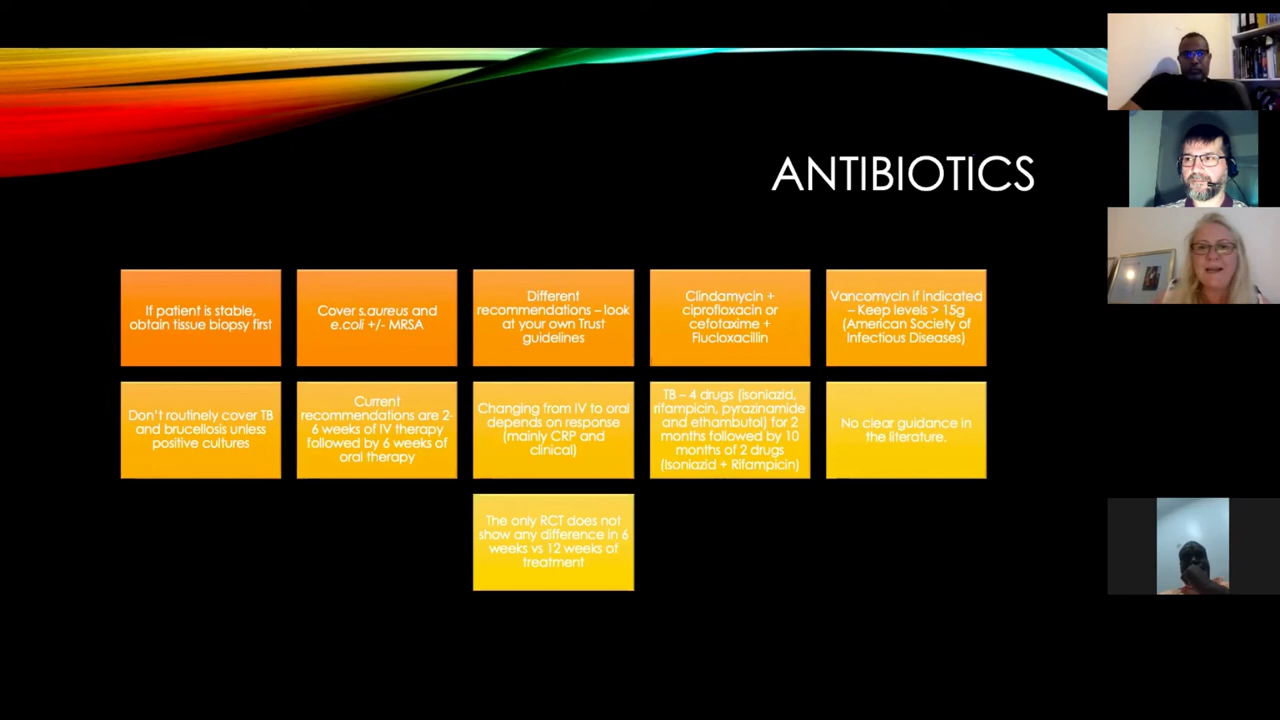 ANTIBIOTICS
If patient is stable,
obtain tissue biopsy first
Cover s.aureus and
e.coli +/- MRSA
Different
recommendations – look
at your own Trust
guidelines
Clindamycin +
ciprofloxacin or
cefotaxime +
Flucloxacillin
Vancomycin if indicated
– Keep levels > 15g
(American Society of
Infectious Diseases)
Don't routinely cover TB
and brucellosis unless
positive cultures
Current
recommendations are 2-
6 weeks of IV therapy
followed by 6 weeks of
oral therapy
Changing from IV to oral
depends on response
(mainly CRP and
clinical)
TB – 4 drugs (isoniazid,
rifampicin, pyrazinamide
and ethambutol) for 2
months followed by 10
months of 2 drugs
(Isoniazid + Rifampicin)
No clear guidance in
the literature.
The only RCT does not
show any difference in 6
weeks vs 12 weeks of
treatment